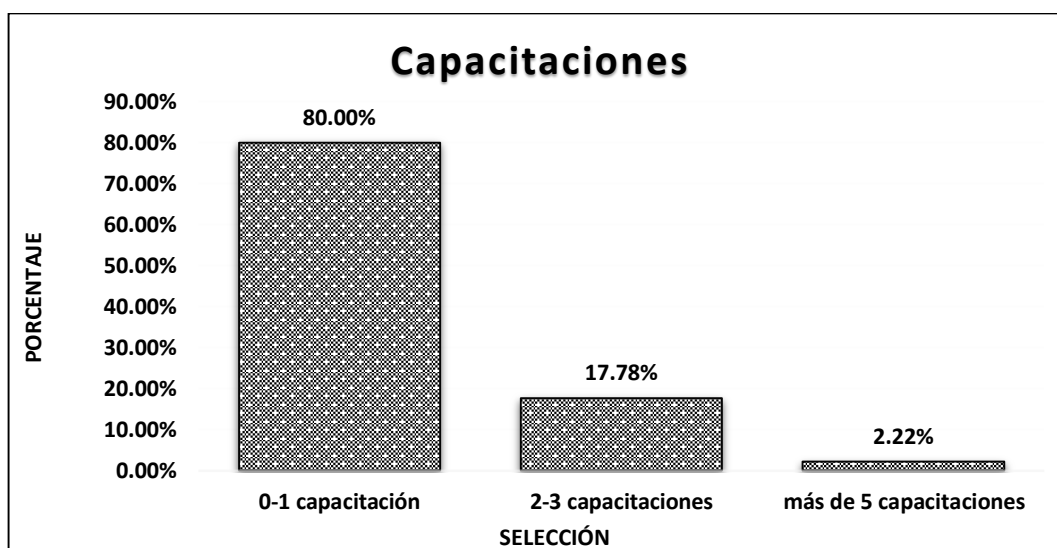 Capacitaciones
PORCENTAJE
90.00%
80.00%
70.00%
60.00%
50.00%
40.00%
30.00%
20.00%
10.00%
0.00%
80.00%
17.78%
2.22%
0-1 capacitación
2-3 capacitaciones
más de 5 capacitaciones
SELECCIÓN